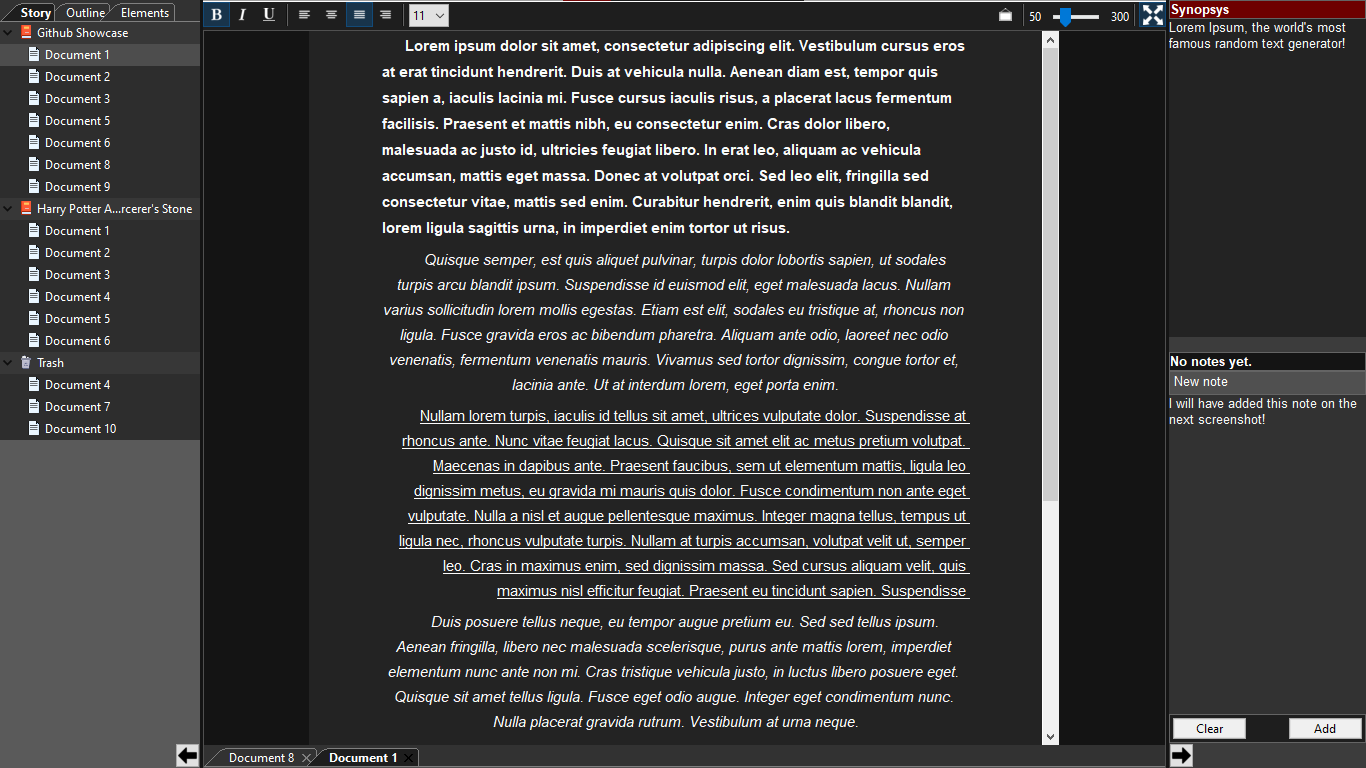 Story Outline Elements
Github Showcase
Document 1
Document 2
Document 3
Document 5
Document 6
Document 8
Document 9
Harry Potter A...rcerer's Stone
Document 1
Document 2
Document 3
Document 4
Document 5
Document 6
Trash
Document 4
Document 7
Document 10
B I U 11 50 300
Lorem ipsum dolor sit amet, consectetur adipiscing elit. Vestibulum cursus eros
at erat tincidunt hendrerit. Duis at vehicula nulla. Aenean diam est, tempor quis
sapien a, iaculis lacinia mi. Fusce cursus iaculis risus, a placerat lacus fermentum
facilisis. Praesent et mattis nibh, eu consectetur enim. Cras dolor libero,
malesuada ac justo id, ultricies feugiat libero. In erat leo, aliquam ac vehicula
accumsan, mattis eget massa. Donec at volutpat orci. Sed leo elit, fringilla sed
consectetur vitae, mattis sed enim. Curabitur hendrerit, enim quis blandit blandit,
lorem ligula sagittis urna, in imperdiet enim tortor ut risus.
Quisque semper, est quis aliquet pulvinar, turpis dolor lobortis sapien, ut sodales
turpis arcu blandit ipsum. Suspendisse id euismod elit, eget malesuada lacus. Nullam
varius sollicitudin lorem mollis egestas. Etiam est elit, sodales eu tristique at, rhoncus non
ligula. Fusce gravida eros ac bibendum pharetra. Aliquam ante odio, laoreet nec odio
venenatis, fermentum venenatis mauris. Vivamus sed tortor dignissim, congue tortor et,
lacinia ante. Ut at interdum lorem, eget porta enim.
Nullam lorem turpis, iaculis id tellus sit amet, ultrices vulputate dolor. Suspendisse at
rhoncus ante. Nunc vitae feugiat lacus. Quisque sit amet elit ac metus pretium volutpat.
Maecenas in dapibus ante. Praesent faucibus, sem ut elementum mattis, ligula leo
dignissim metus, eu gravida mi mauris quis dolor. Fusce condimentum non ante eget
vulputate. Nulla a nisl et augue pellentesque maximus. Integer magna tellus, tempus ut
ligula nec, rhoncus vulputate turpis. Nullam at turpis accumsan, volutpat velit ut, semper
leo. Cras in maximus enim, sed dignissim massa. Sed cursus aliquam velit, quis
maximus nisl efficitur feugiat. Praesent eu tincidunt sapien. Suspendisse
Duis posuere tellus neque, eu tempor augue pretium eu. Sed sed tellus ipsum.
Aenean fringilla, libero nec malesuada scelerisque, purus ante mattis lorem, imperdiet
elementum nunc ante non mi. Cras tristique vehicula justo, in luctus libero posuere eget.
Quisque sit amet tellus ligula. Fusce eget odio augue. Integer eget condimentum nunc.
Nulla placerat gravida rutrum. Vestibulum at urna neque.
Document 8 Document 1
Synopsys
Lorem Ipsum, the world's most
famous random text generator!
No notes yet.
New note
I will have added this note on the
next screenshot!
Clear Add